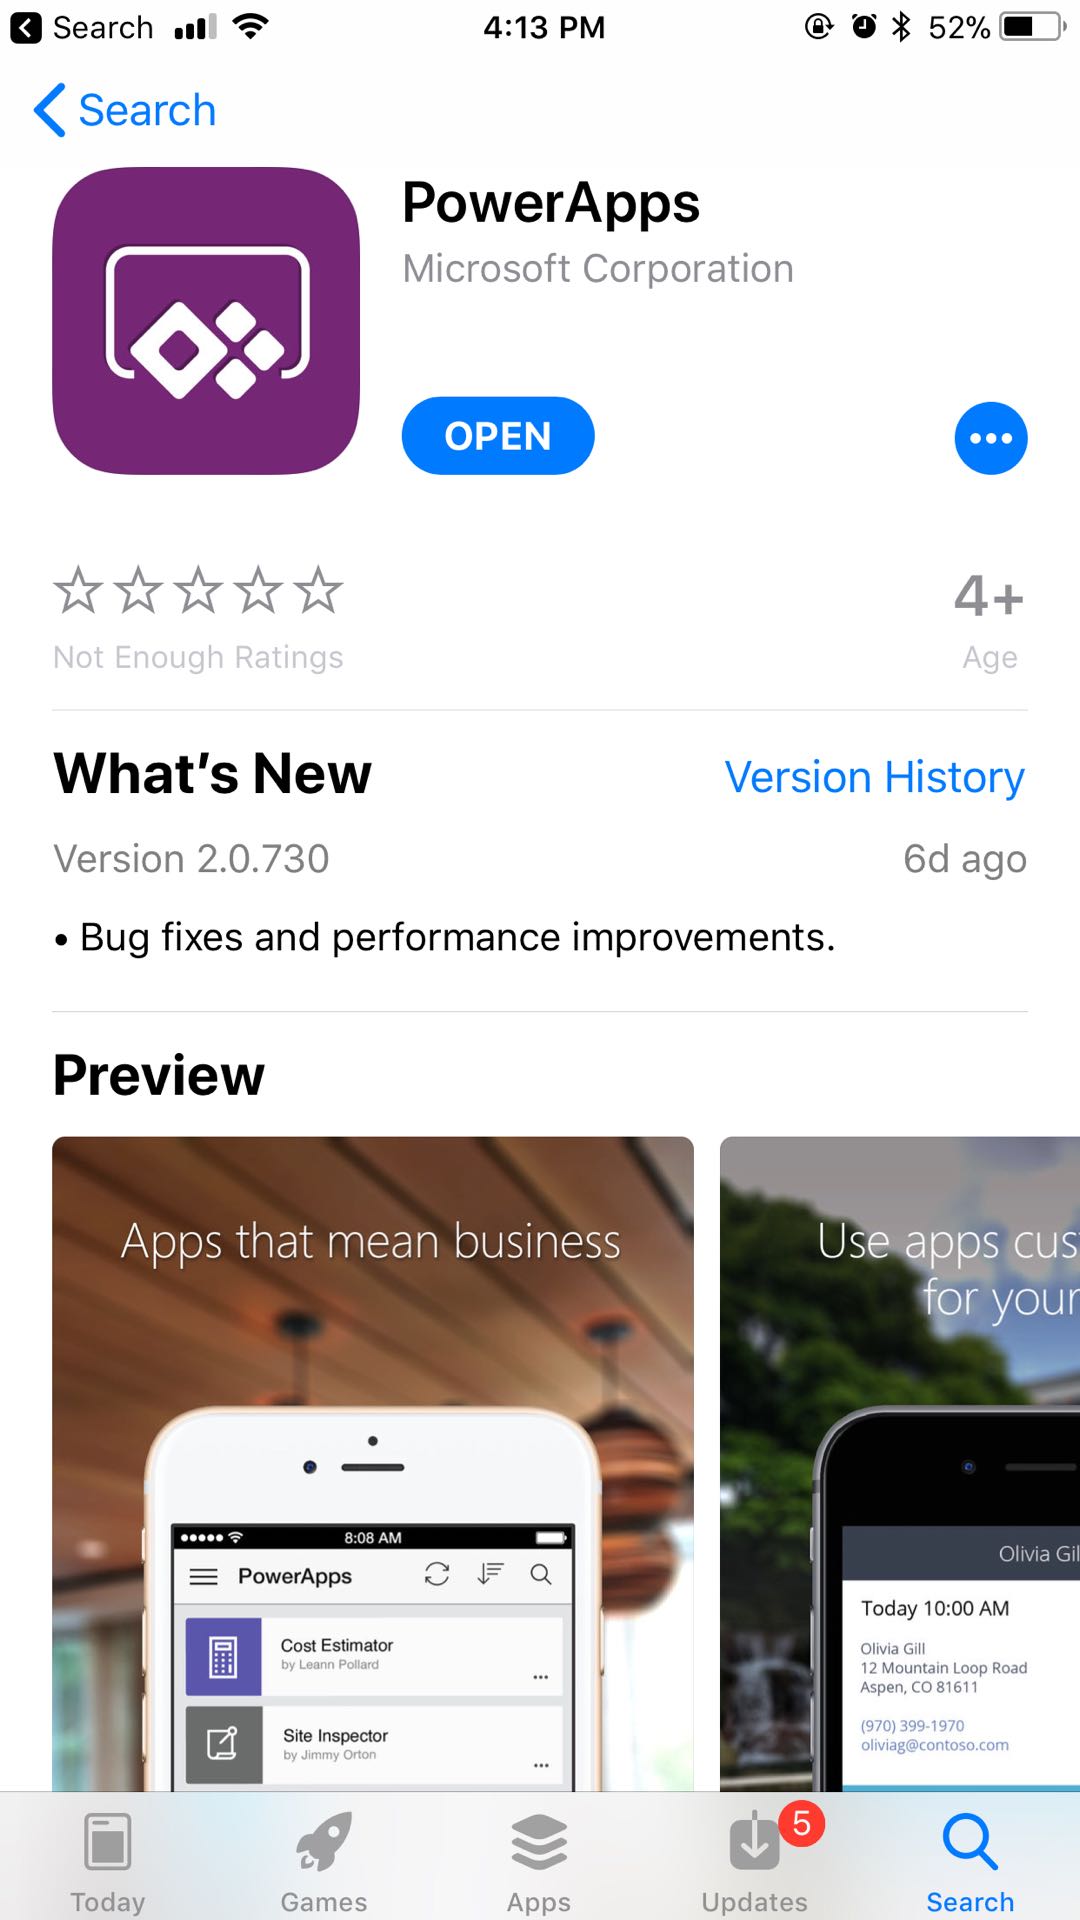 Search
4:13 PM
52%
Search
PowerApps
Microsoft Corporation
OPEN
Not Enough Ratings
4+
Age
What’s New
Version History
Version 2.0.730
6d ago
• Bug fixes and performance improvements.
Preview
Apps that mean business
8:08 AM
PowerApps
Cost Estimator
by Leann Pollard
Site Inspector
by Jimmy Orton
Use apps cus
for your
Olivia Gil
Today 10:00 AM
Olivia Gill
12 Mountain Loop Road
Aspen, CO 81611
(970) 399-1970
oliviag@contoso.com
Today
Games
Apps
5
Updates
Search